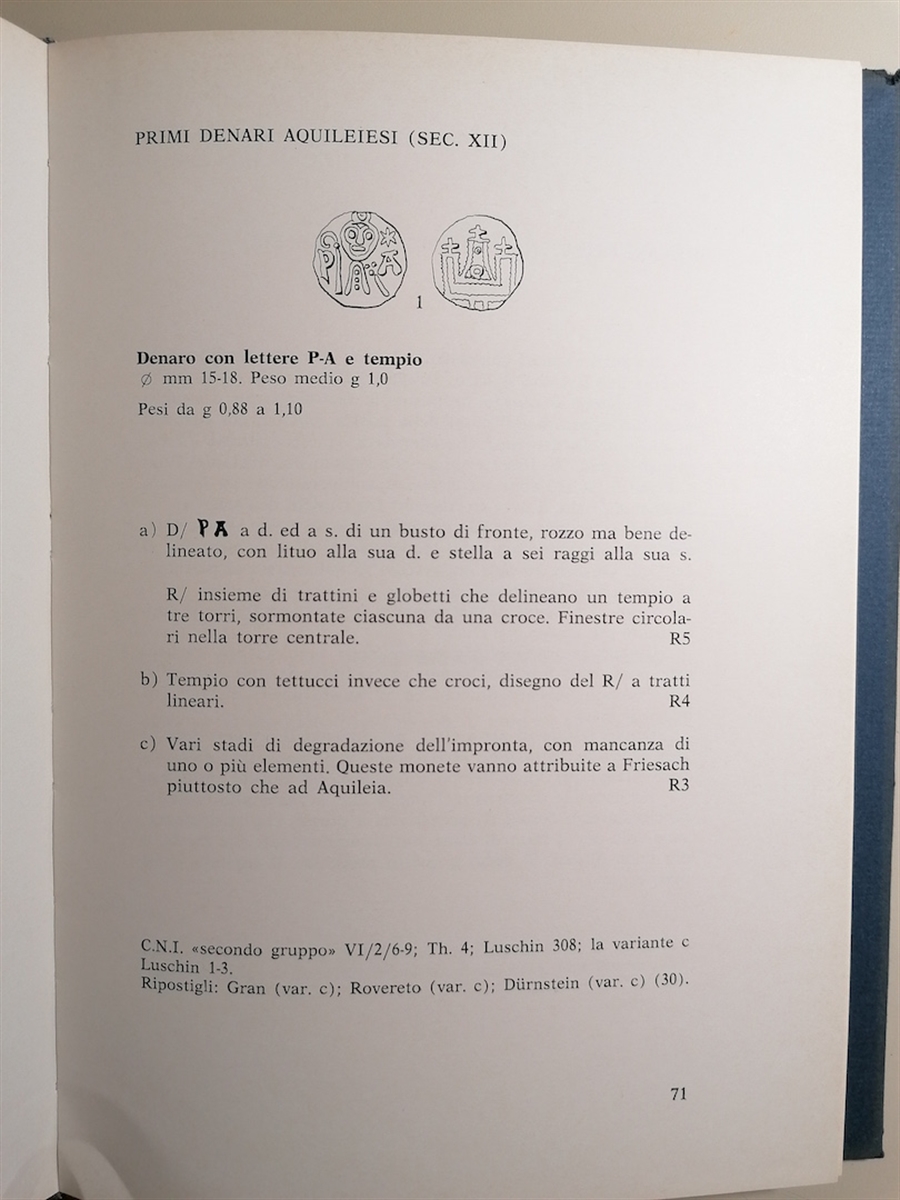 PRIMI DENARI AQUILEIESI (SEC. XII)
P A
1
Denaro con lettere P-A e tempio
∅ mm 15-18. Peso medio g 1,0
Pesi da g 0,88 a 1,10
a) D/ P A a d. ed a s. di un busto di fronte, rozzo ma bene de-
lineato, con lituo alla sua d. e stella a sei raggi alla sua s.
R/ insieme di trattini e globetti che delineano un tempio a
tre torri, sormontate ciascuna da una croce. Finestre circola-
ri nella torre centrale. R5
b) Tempio con tettucci invece che croci, disegno del R/ a tratti
lineari. R4
c) Vari stadi di degradazione dell'impronta, con mancanza di
uno o più elementi. Queste monete vanno attribuite a Friesach
piuttosto che ad Aquileia. R3
C.N.I. «secondo gruppo» VI/2/6-9; Th. 4; Luschin 308; la variante c
Luschin 1-3.
Ripostigli: Gran (var. c); Rovereto (var. c); Dürnstein (var. c) (30).
71